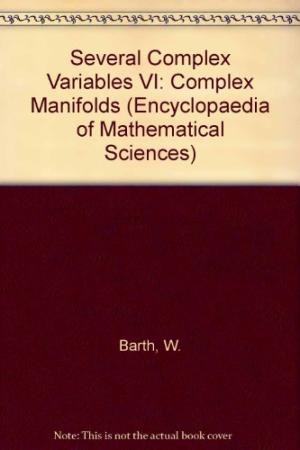 Several Complex
Variables VI: Complex
Manifolds (Encyclopaedia
of Mathematical
Sciences)
Barth, W.
Note: This is not the actual book cover